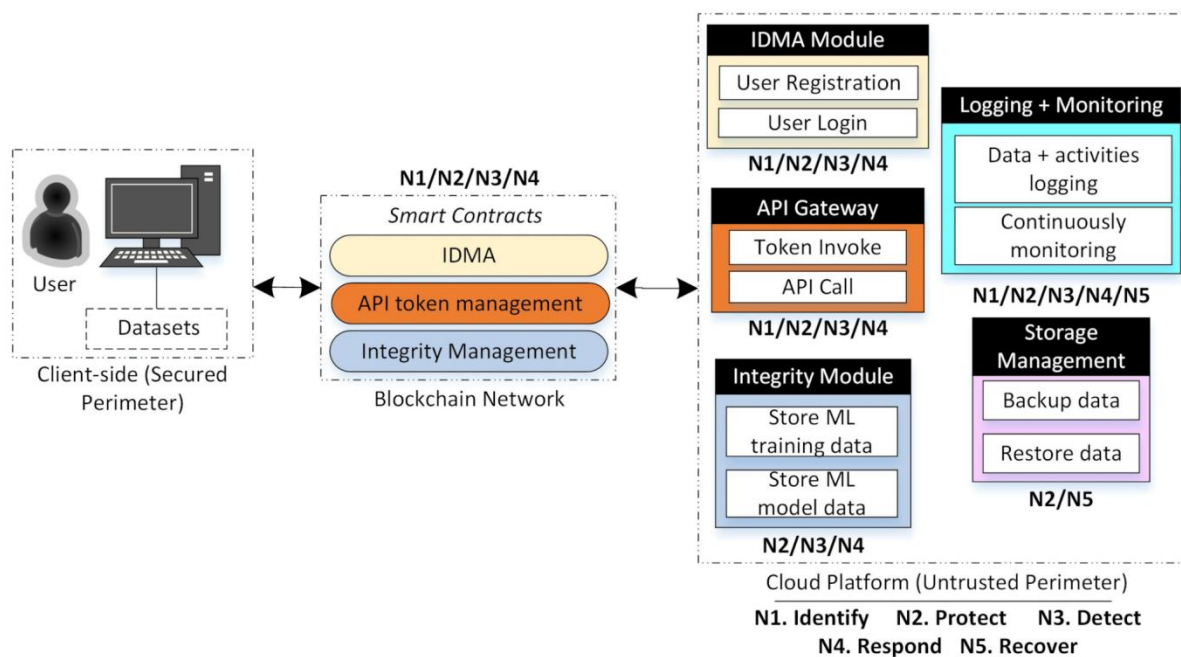 User
Datasets
Client-side (Secured
Perimeter)
N1/N2/N3/N4
Smart Contracts
IDMA
API token management
Integrity Management
Blockchain Network
IDMA Module
User Registration
User Login
N1/N2/N3/N4
API Gateway
Token Invoke
API Call
N1/N2/N3/N4
Integrity Module
Store ML
training data
Store ML
model data
N2/N3/N4
Logging + Monitoring
Data + activities
logging
Continuously
monitoring
N1/N2/N3/N4/N5
Storage
Management
Backup data
Restore data
N2/N5
Cloud Platform (Untrusted Perimeter)
N1. Identify N2. Protect N3. Detect
N4. Respond N5. Recover